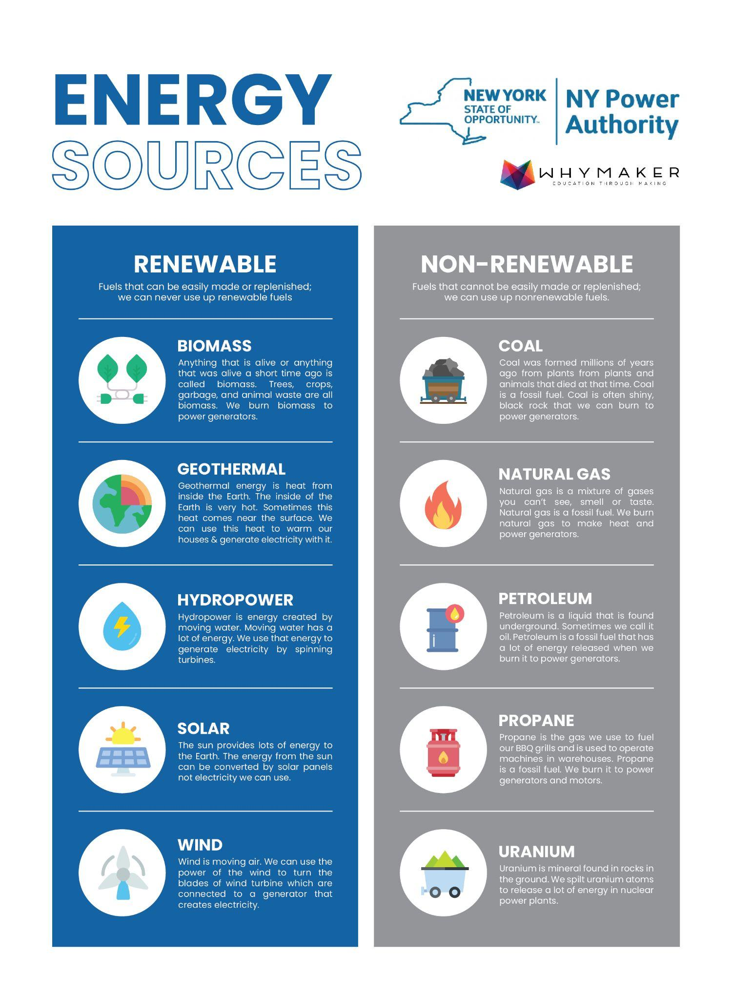 ENERGY
SOURCES
NEW YORK
STATE OF
OPPORTUNITY™
NY Power
Authority
WHYMAKER
EDUCATION THROUGH MAKING
RENEWABLE
Fuels that can be easily made or replenished;
we can never use up renewable fuels
BIOMASS
Anything that is alive or anything
that was alive a short time ago is
called biomass. Trees, crops,
garbage, and animal waste are all
biomass. We burn biomass to
power generators.
GEOTHERMAL
Geothermal energy is heat from
inside the Earth. The inside of the
Earth is very hot. Sometimes this
heat comes near the surface. We
can use this heat to warm our
houses & generate electricity with it.
HYDROPOWER
Hydropower is energy created by
moving water. Moving water has a
lot of energy. We use that energy to
generate electricity by spinning
turbines.
SOLAR
The sun provides lots of energy to
the Earth. The energy from the sun
can be converted by solar panels
not electricity we can use.
WIND
Wind is moving air. We can use the
power of the wind to turn the
blades of wind turbine which are
connected to a generator that
creates electricity.
NON-RENEWABLE
Fuels that cannot be easily made or replenished;
we can use up nonrenewable fuels.
COAL
Coal was formed millions of years
ago from plants from plants and
animals that died at that time. Coal
is a fossil fuel. Coal is often shiny,
black rock that we can burn to
power generators.
NATURAL GAS
Natural gas is a mixture of gases
you can't see, smell or taste.
Natural gas is a fossil fuel. We burn
natural gas to make heat and
power generators.
PETROLEUM
Petroleum is a liquid that is found
underground. Sometimes we call it
oil. Petroleum is a fossil fuel that has
a lot of energy released when we
burn it to power generators.
PROPANE
Propane is the gas we use to fuel
our BBQ grills and is used to operate
machines in warehouses. Propane
is a fossil fuel. We burn it to power
generators and motors.
URANIUM
Uranium is mineral found in rocks in
the ground. We spilt uranium atoms
to release a lot of energy in nuclear
power plants.